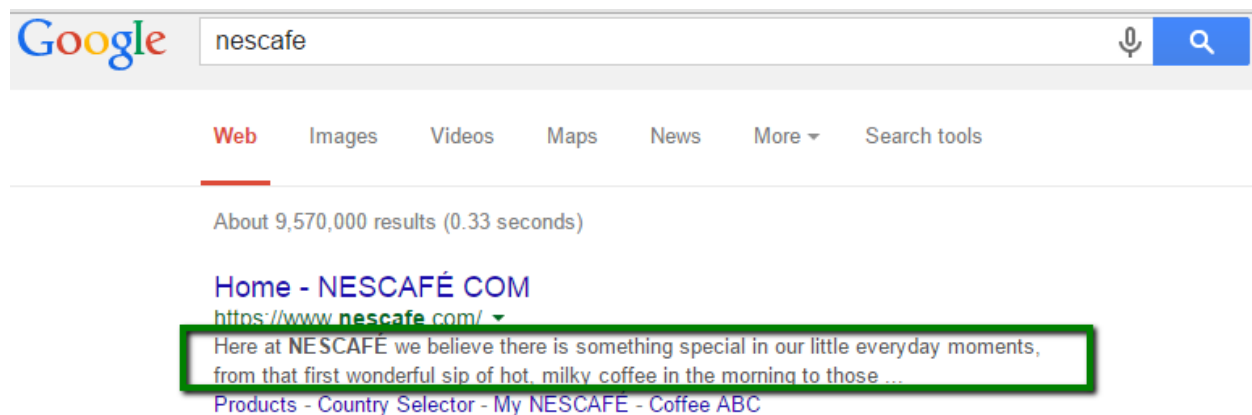 Google nescafe
Web Images Videos Maps News More Search tools
About 9,570,000 results (0.33 seconds)
Home - NESCAFÉ COM
https://www.nescafe.com/
Here at NESCAFÉ we believe there is something special in our little everyday moments,
from that first wonderful sip of hot, milky coffee in the morning to those ...
Products - Country Selector - My NESCAFÉ - Coffee ABC